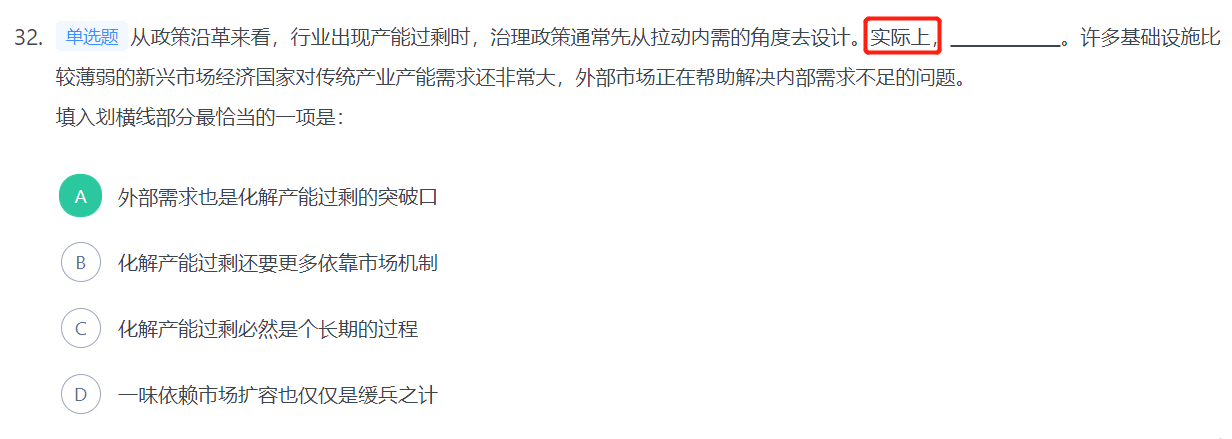 32. 单选题 从政策沿革来看，行业出现产能过剩时，治理政策通常先从拉动内需的角度去设计。实际上，___________。许多基础设施比
较薄弱的新兴市场经济国家对传统产业产能需求还非常大，外部市场正在帮助解决内部需求不足的问题。
填入划横线部分最恰当的一项是：
A 外部需求也是化解产能过剩的突破口
B 化解产能过剩还要更多依靠市场机制
C 化解产能过剩必然是个长期的过程
D 一味依赖市场扩容也仅仅是缓兵之计